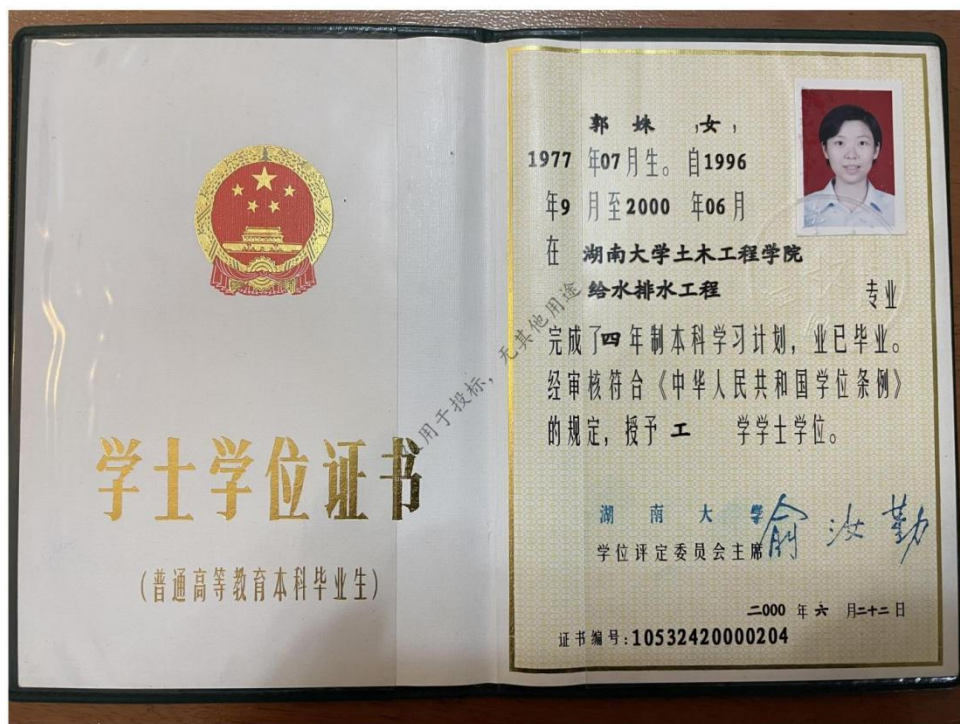 学士学位证书
(普通高等教育本科毕业生)
郭姝,女,
1977年07月生。自1996
年9月至2000年06月
在湖南大学土木工程学院
给水排水工程专业
完成了四年制本科学习计划,业已毕业。
经审核符合《中华人民共和国学位条例》
的规定,授予工学学士学位。
湖南大学
学位评定委员会主席 俞汝勤
二000年六月二十二日
证书编号:10532420000204
用于投标,无其他用途